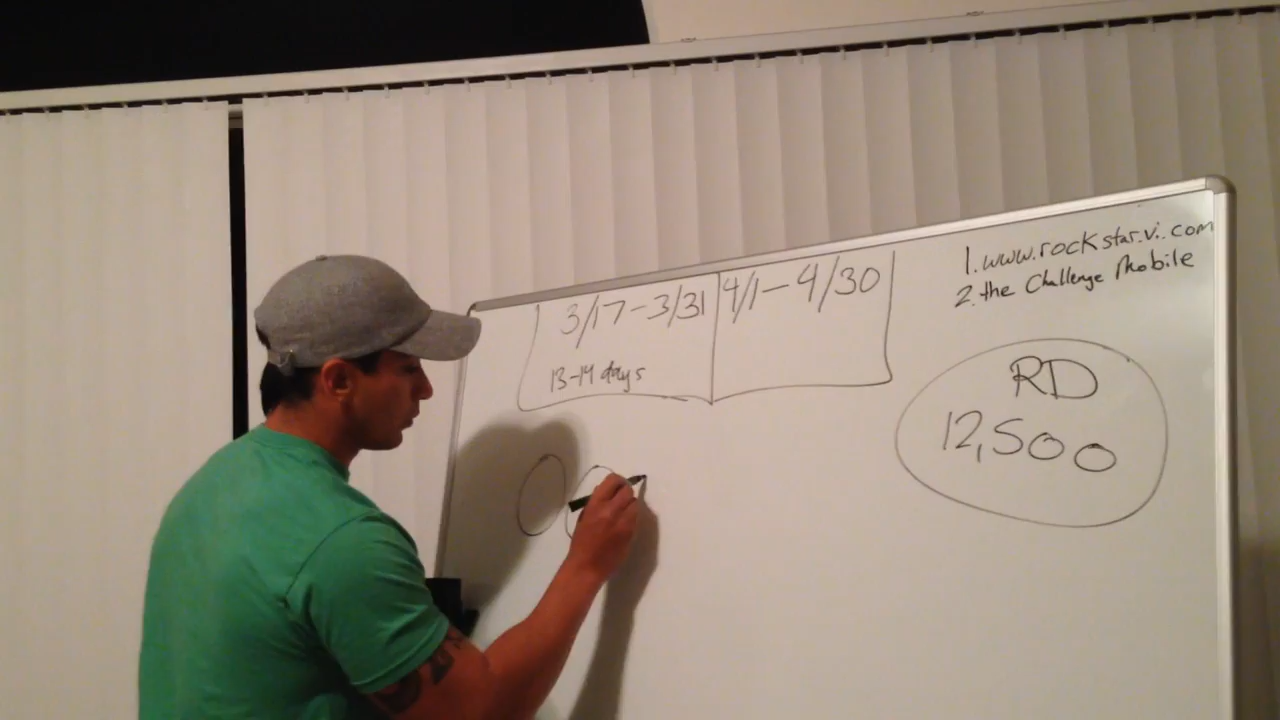 3/17-3/31
4/1-4/30
13-14 days
1. www.rockstar.vi.com
2. the Challenge Mobile
RD
12,500